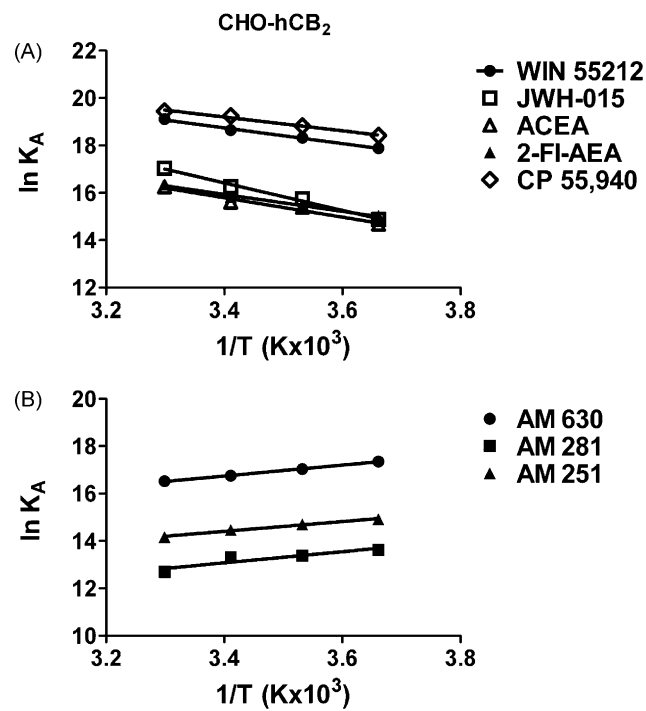 CHO-hCB2
(A)
22
20
18
16
14
12
ln KA
3.2 3.4 3.6 3.8
1/T (Kx10³)
WIN 55212
JWH-015
ACEA
2-Fl-AEA
CP 55,940
(B)
20
18
16
14
12
10
ln KA
3.2 3.4 3.6 3.8
1/T (Kx10³)
AM 630
AM 281
AM 251